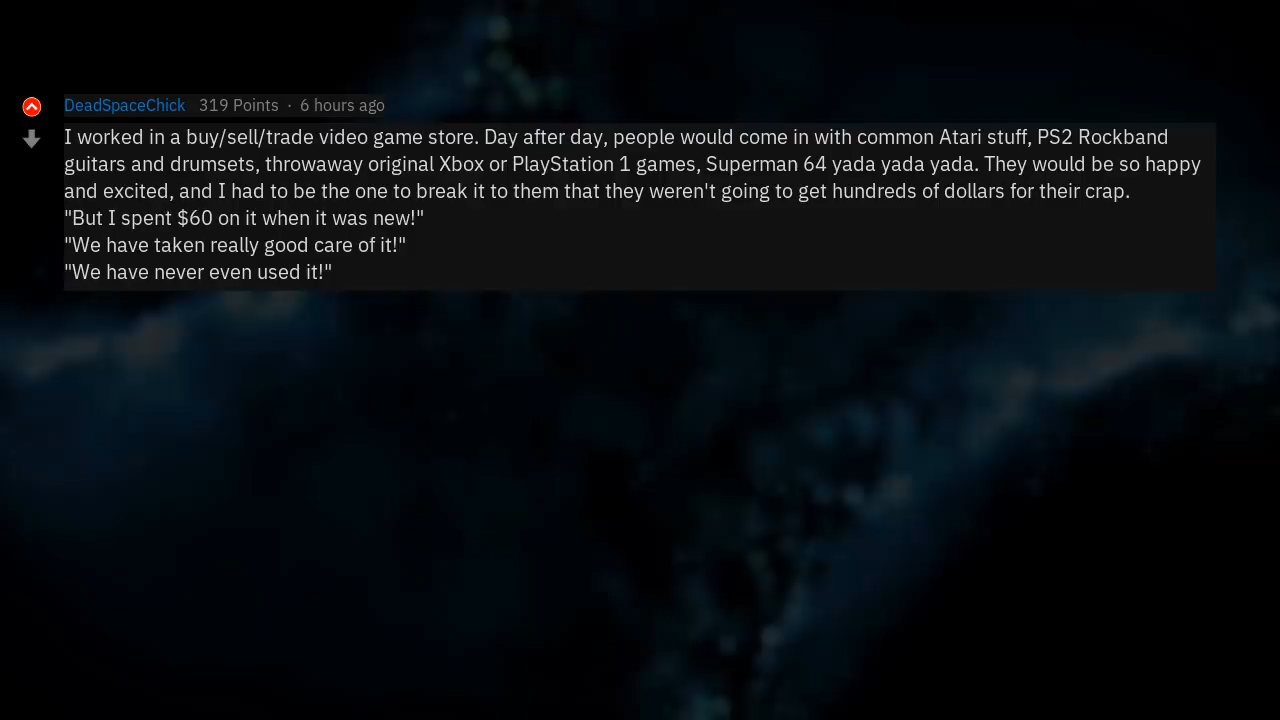 DeadSpaceChick 319 Points · 6 hours ago
I worked in a buy/sell/trade video game store. Day after day, people would come in with common Atari stuff, PS2 Rockband
guitars and drumsets, throwaway original Xbox or PlayStation 1 games, Superman 64 yada yada yada. They would be so happy
and excited, and I had to be the one to break it to them that they weren't going to get hundreds of dollars for their crap.
"But I spent $60 on it when it was new!"
"We have taken really good care of it!"
"We have never even used it!"